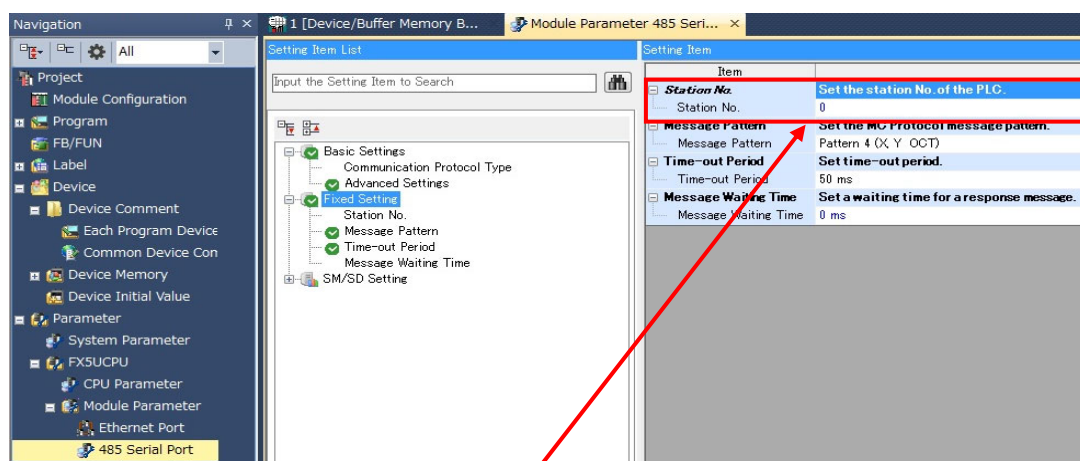 Navigation
1 [Device/Buffer Memory B...
Module Parameter 485 Seri...
All
Project
Module Configuration
Program
FB/FUN
Label
Device
Device Comment
Each Program Device
Common Device Con
Device Memory
Device Initial Value
Parameter
System Parameter
FX5UCPU
CPU Parameter
Module Parameter
Ethernet Port
485 Serial Port
Setting Item List
Input the Setting Item to Search
Basic Settings
Communication Protocol Type
Advanced Settings
Fixed Setting
Station No.
Message Pattern
Time-out Period
Message Waiting Time
SM/SD Setting
Setting Item
Item
Station No. Set the station No. of the PLC.
Station No. 0
Message Pattern Set the MC Protocol message pattern.
Message Pattern Pattern 4 (X, Y OCT)
Time-out Period Set time-out period.
Time-out Period 50 ms
Message Waiting Time Set a waiting time for a response message.
Message Waiting Time 0 ms